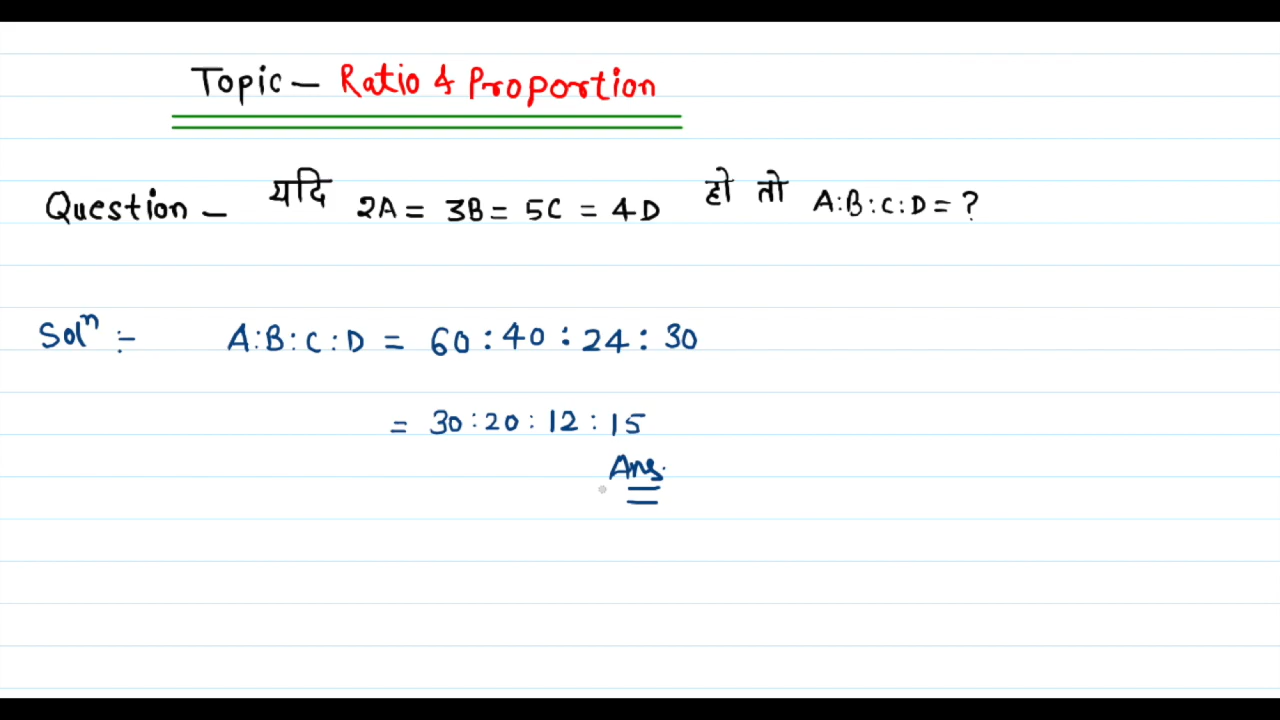 Topic – Ratio & Proportion
Question – यदि 2A = 3B = 5C = 4D हो तो A:B:C:D = ?
Solⁿ :- A:B:C:D = 60 : 40 : 24 : 30
= 30 : 20 : 12 : 15
Ans.